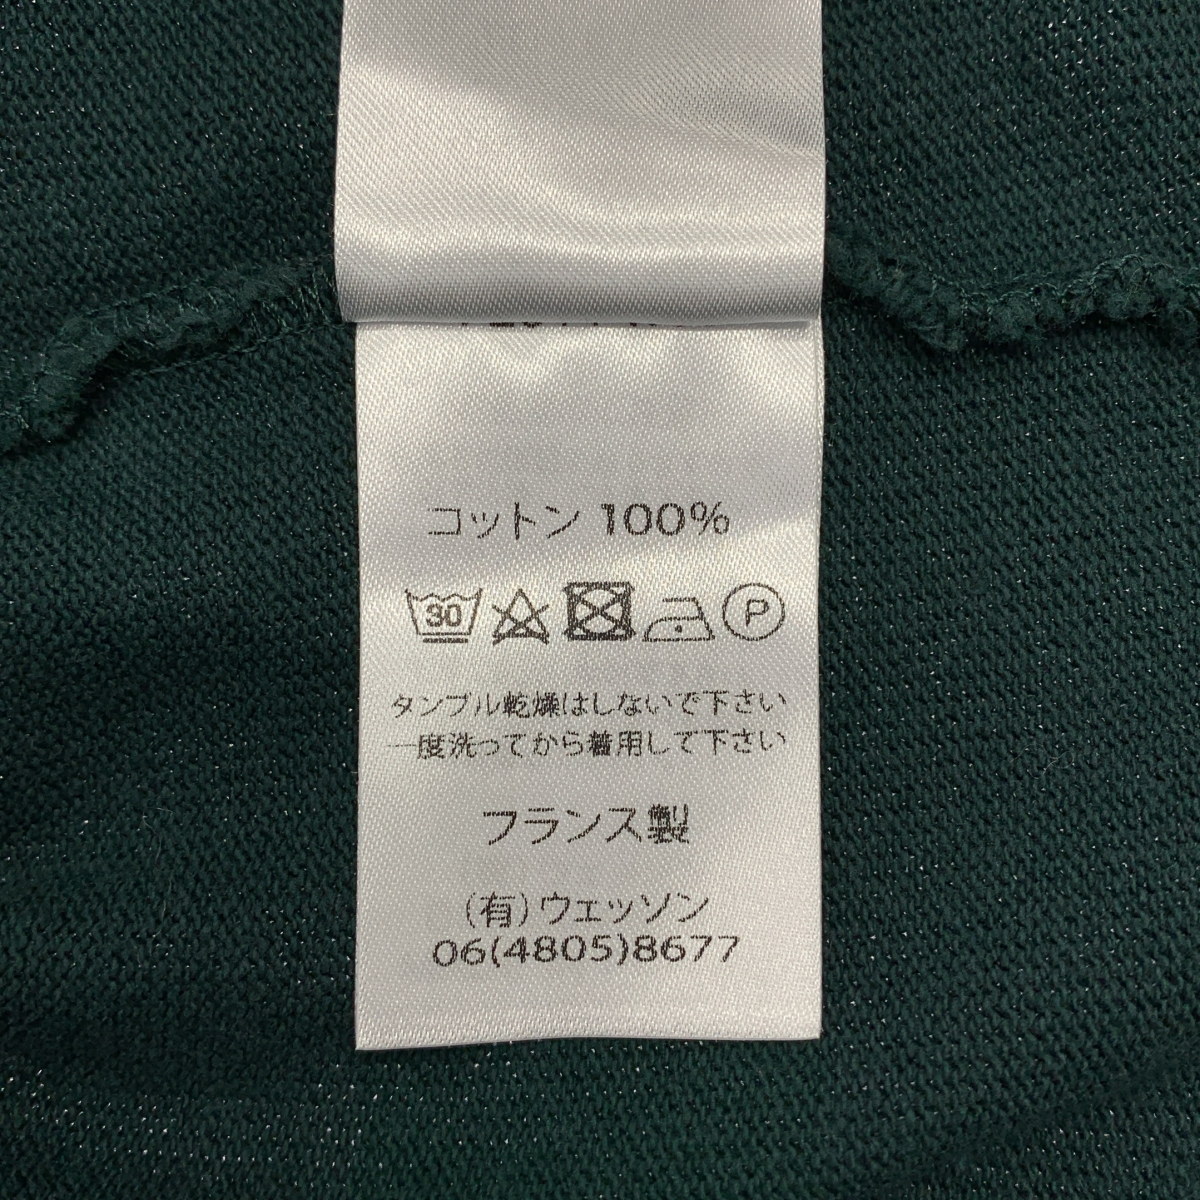 コットン 100%
30 P
タンブル乾燥はしないで下さい
一度洗ってから着用して下さい
フランス製
(有)ウェッソン
06(4805)8677